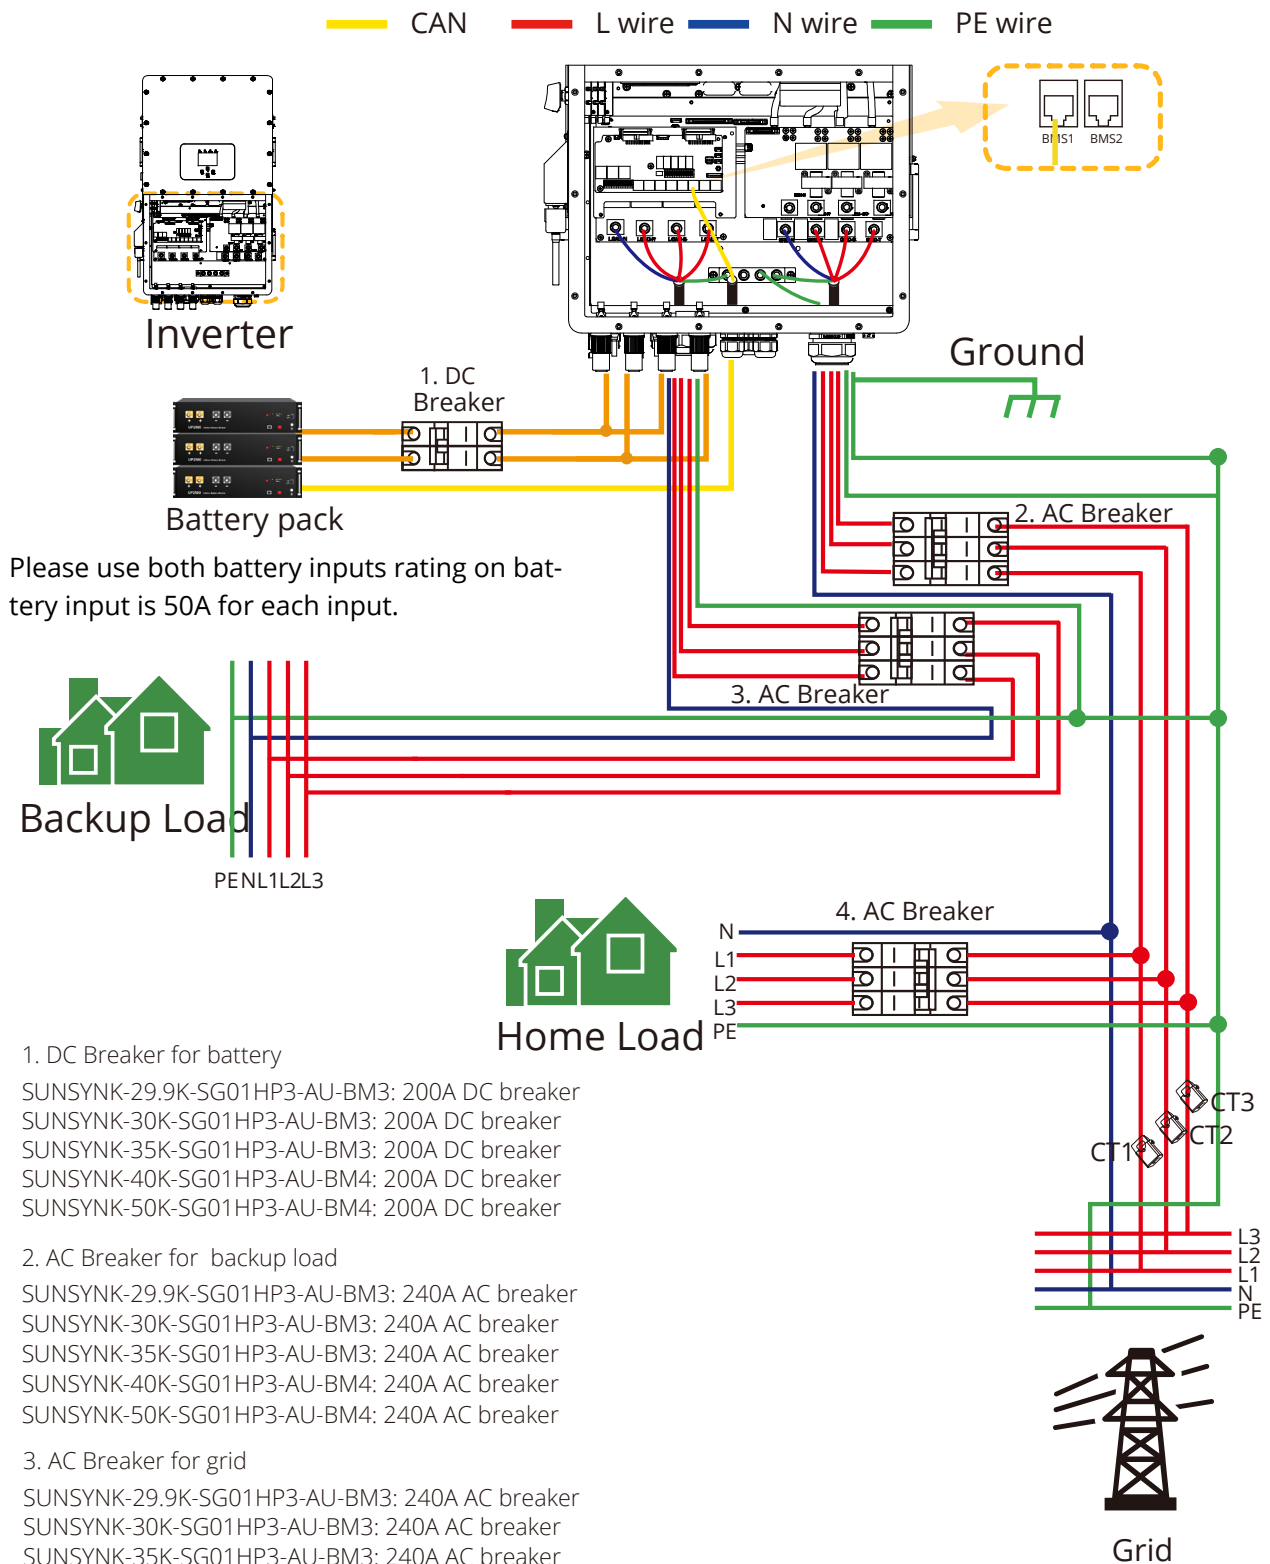 CAN
L wire
N wire
PE wire
BMS1
BMS2
Inverter
Ground
1. DC
Breaker
Battery pack
2. AC Breaker
Please use both battery inputs rating on bat-
tery input is 50A for each input.
3. AC Breaker
Backup Load
PE N L1 L2 L3
4. AC Breaker
N
L1
L2
L3
PE
Home Load
CT3
CT2
CT1
L3
L2
L1
N
PE
Grid
1. DC Breaker for battery
SUNSYNK-29.9K-SG01HP3-AU-BM3: 200A DC breaker
SUNSYNK-30K-SG01HP3-AU-BM3: 200A DC breaker
SUNSYNK-35K-SG01HP3-AU-BM3: 200A DC breaker
SUNSYNK-40K-SG01HP3-AU-BM4: 200A DC breaker
SUNSYNK-50K-SG01HP3-AU-BM4: 200A DC breaker
2. AC Breaker for backup load
SUNSYNK-29.9K-SG01HP3-AU-BM3: 240A AC breaker
SUNSYNK-30K-SG01HP3-AU-BM3: 240A AC breaker
SUNSYNK-35K-SG01HP3-AU-BM3: 240A AC breaker
SUNSYNK-40K-SG01HP3-AU-BM4: 240A AC breaker
SUNSYNK-50K-SG01HP3-AU-BM4: 240A AC breaker
3. AC Breaker for grid
SUNSYNK-29.9K-SG01HP3-AU-BM3: 240A AC breaker
SUNSYNK-30K-SG01HP3-AU-BM3: 240A AC breaker
SUNSYNK-35K-SG01HP3-AU-BM3: 240A AC breaker